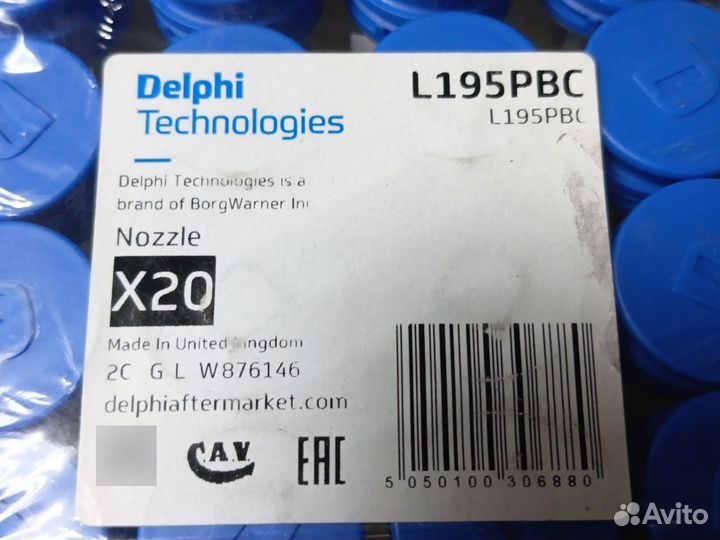 Delphi
Technologies
L195PBC
L195PBC
Delphi Technologies is a
brand of BorgWarner Inc
Nozzle
X20
Made In United Kingdom
2C G L W876146
delphiaftermarket.com
C.A.V.
EAC
5 050100 306880
Avito